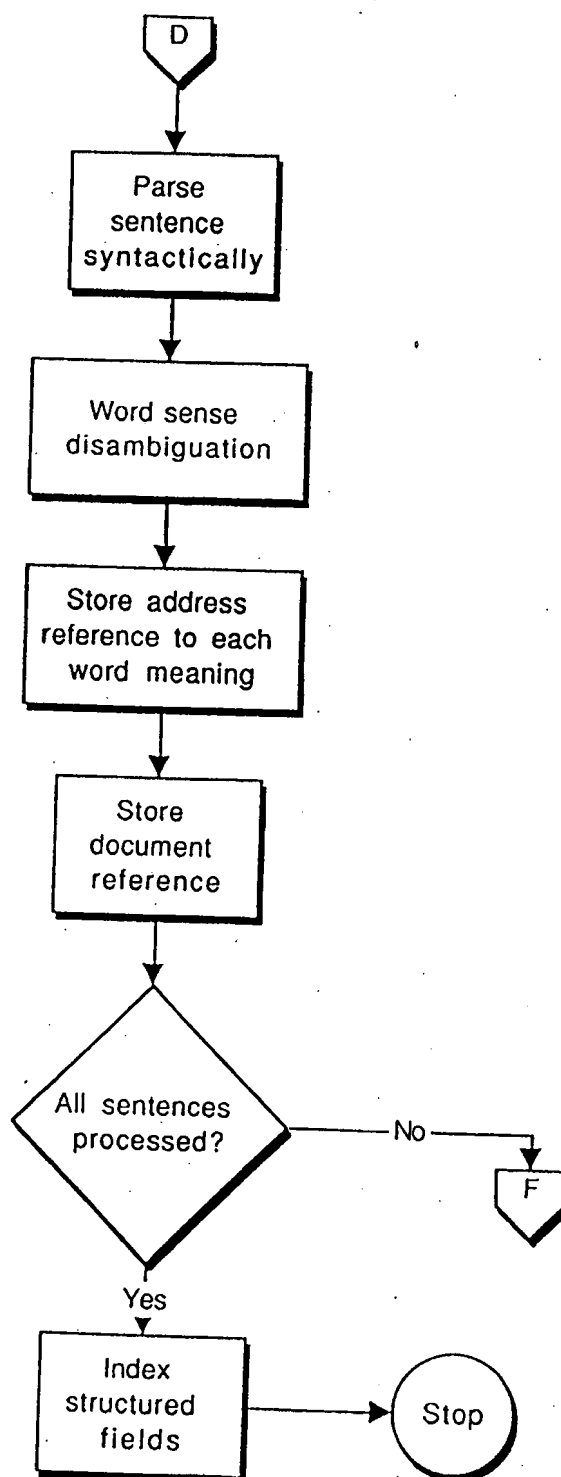 D
Parse
sentence
syntactically
Word sense
disambiguation
Store address
reference to each
word meaning
Store
document
reference
All sentences
processed?
No
F
Yes
Index
structured
fields
Stop